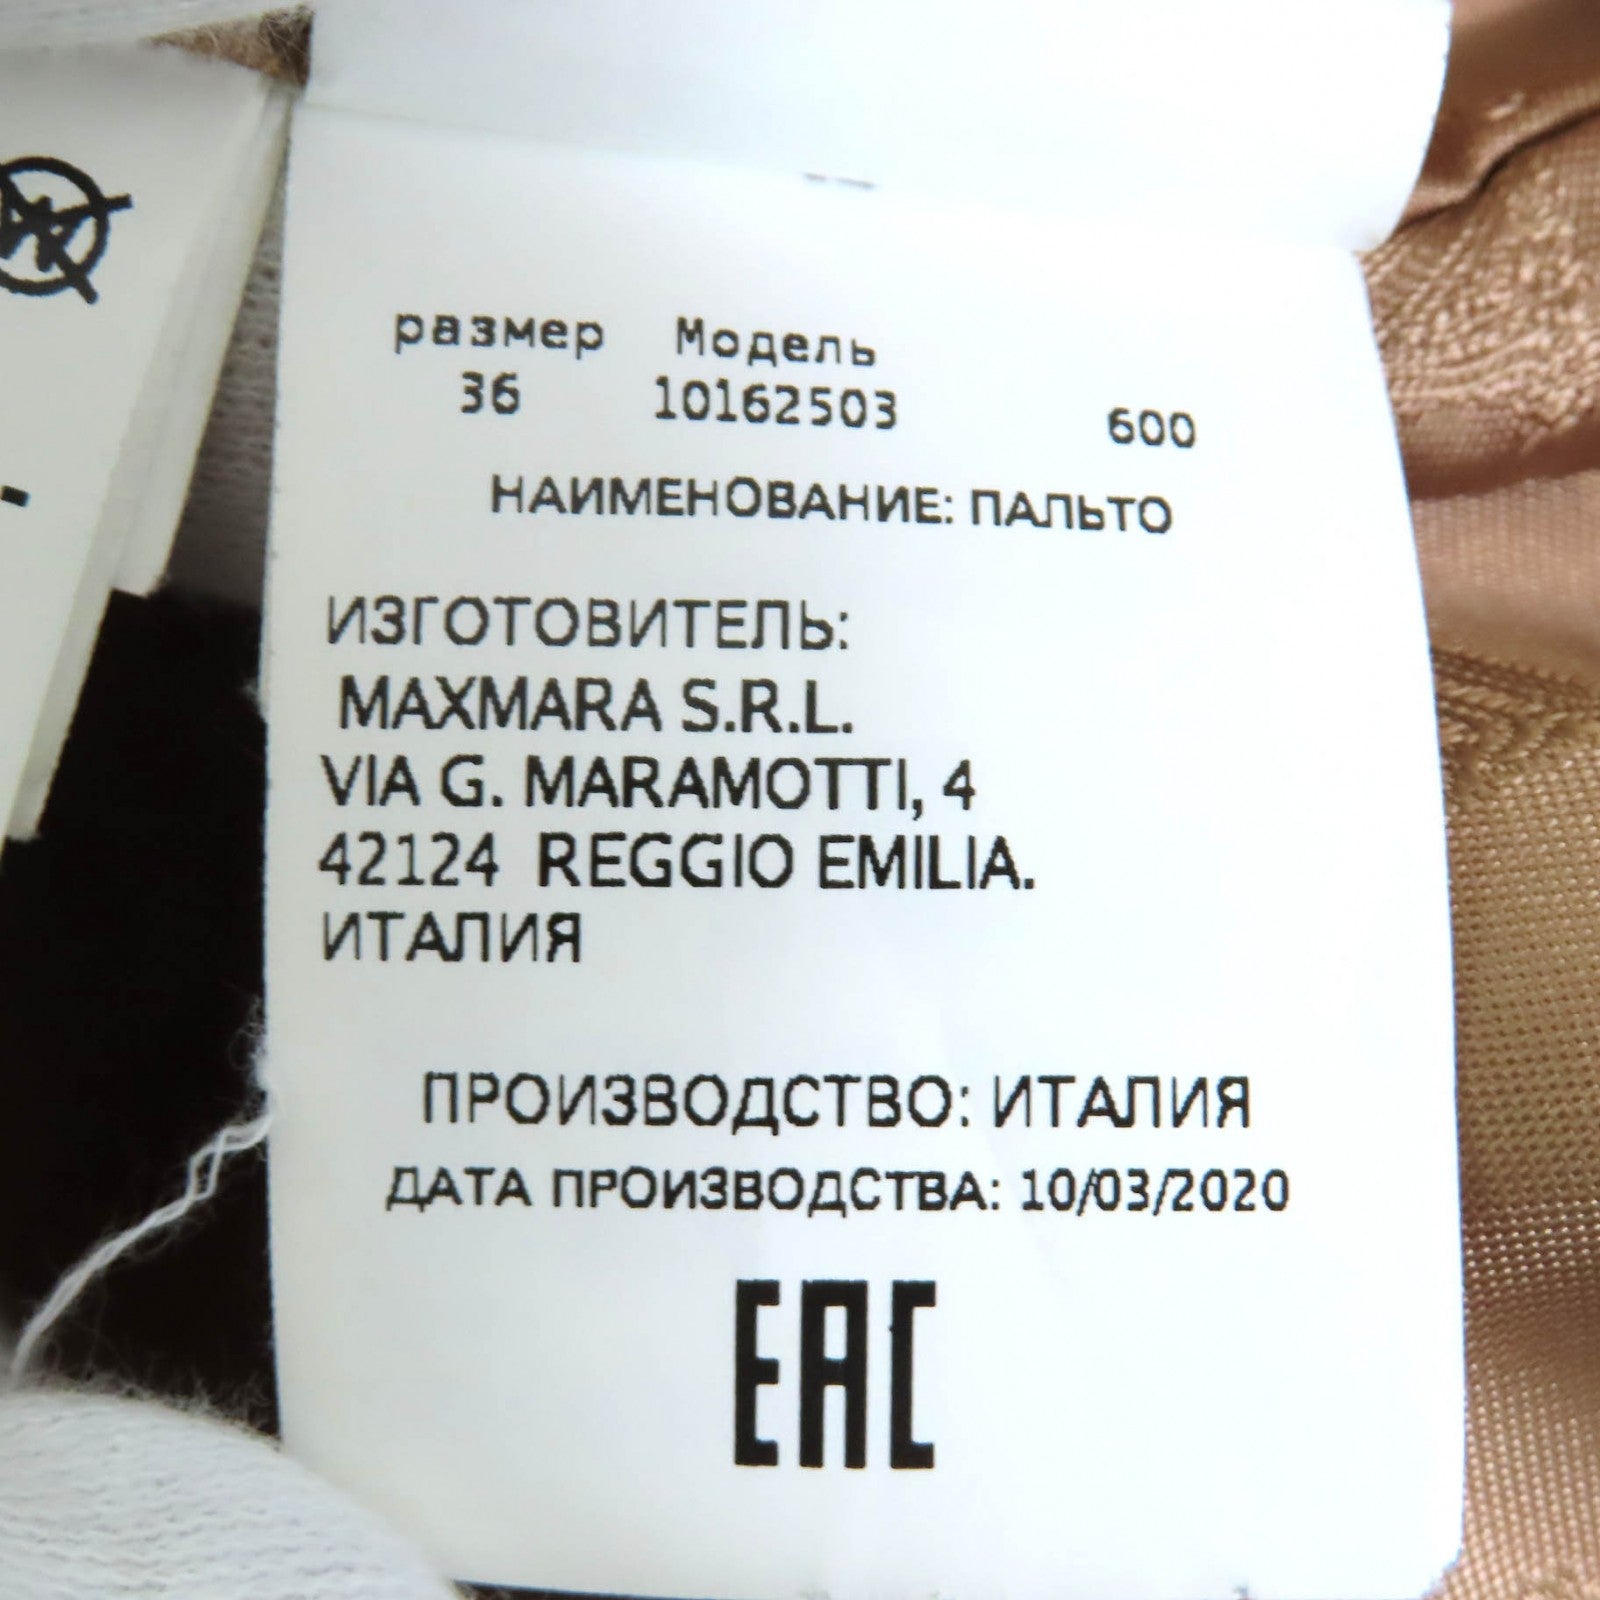 размер Модель
36 10162503 600
НАИМЕНОВАНИЕ: ПАЛЬТО
ИЗГОТОВИТЕЛЬ:
MAXMARA S.R.L.
VIA G. MARAMOTTI, 4
42124 REGGIO EMILIA.
ИТАЛИЯ
ПРОИЗВОДСТВО: ИТАЛИЯ
ДАТА ПРОИЗВОДСТВА: 10/03/2020
EAC